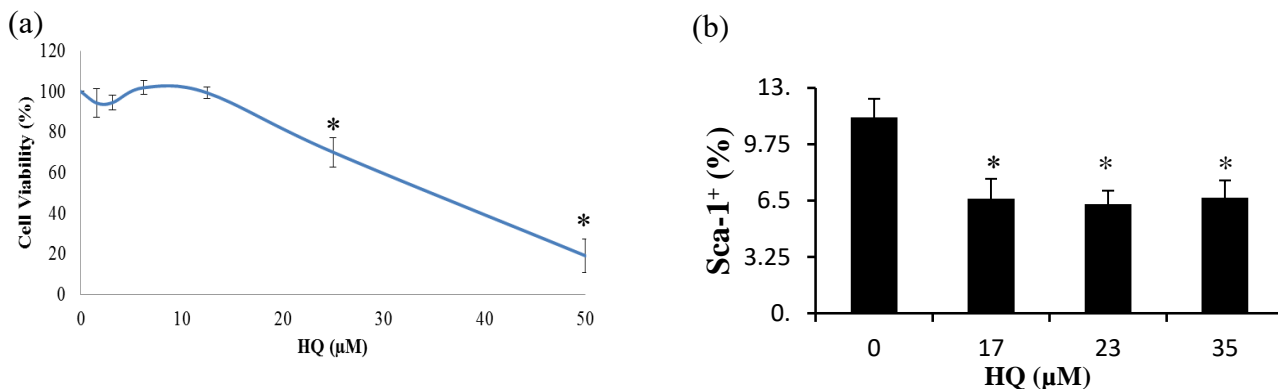 (a)
120
100
80
60
40
20
0
Cell Viability (%)
*
*
0 10 20 30 40 50
HQ (µM)
(b)
13.
9.75
6.5
3.25
0.
Sca-1⁺ (%)
* * *
0 17 23 35
HQ (µM)